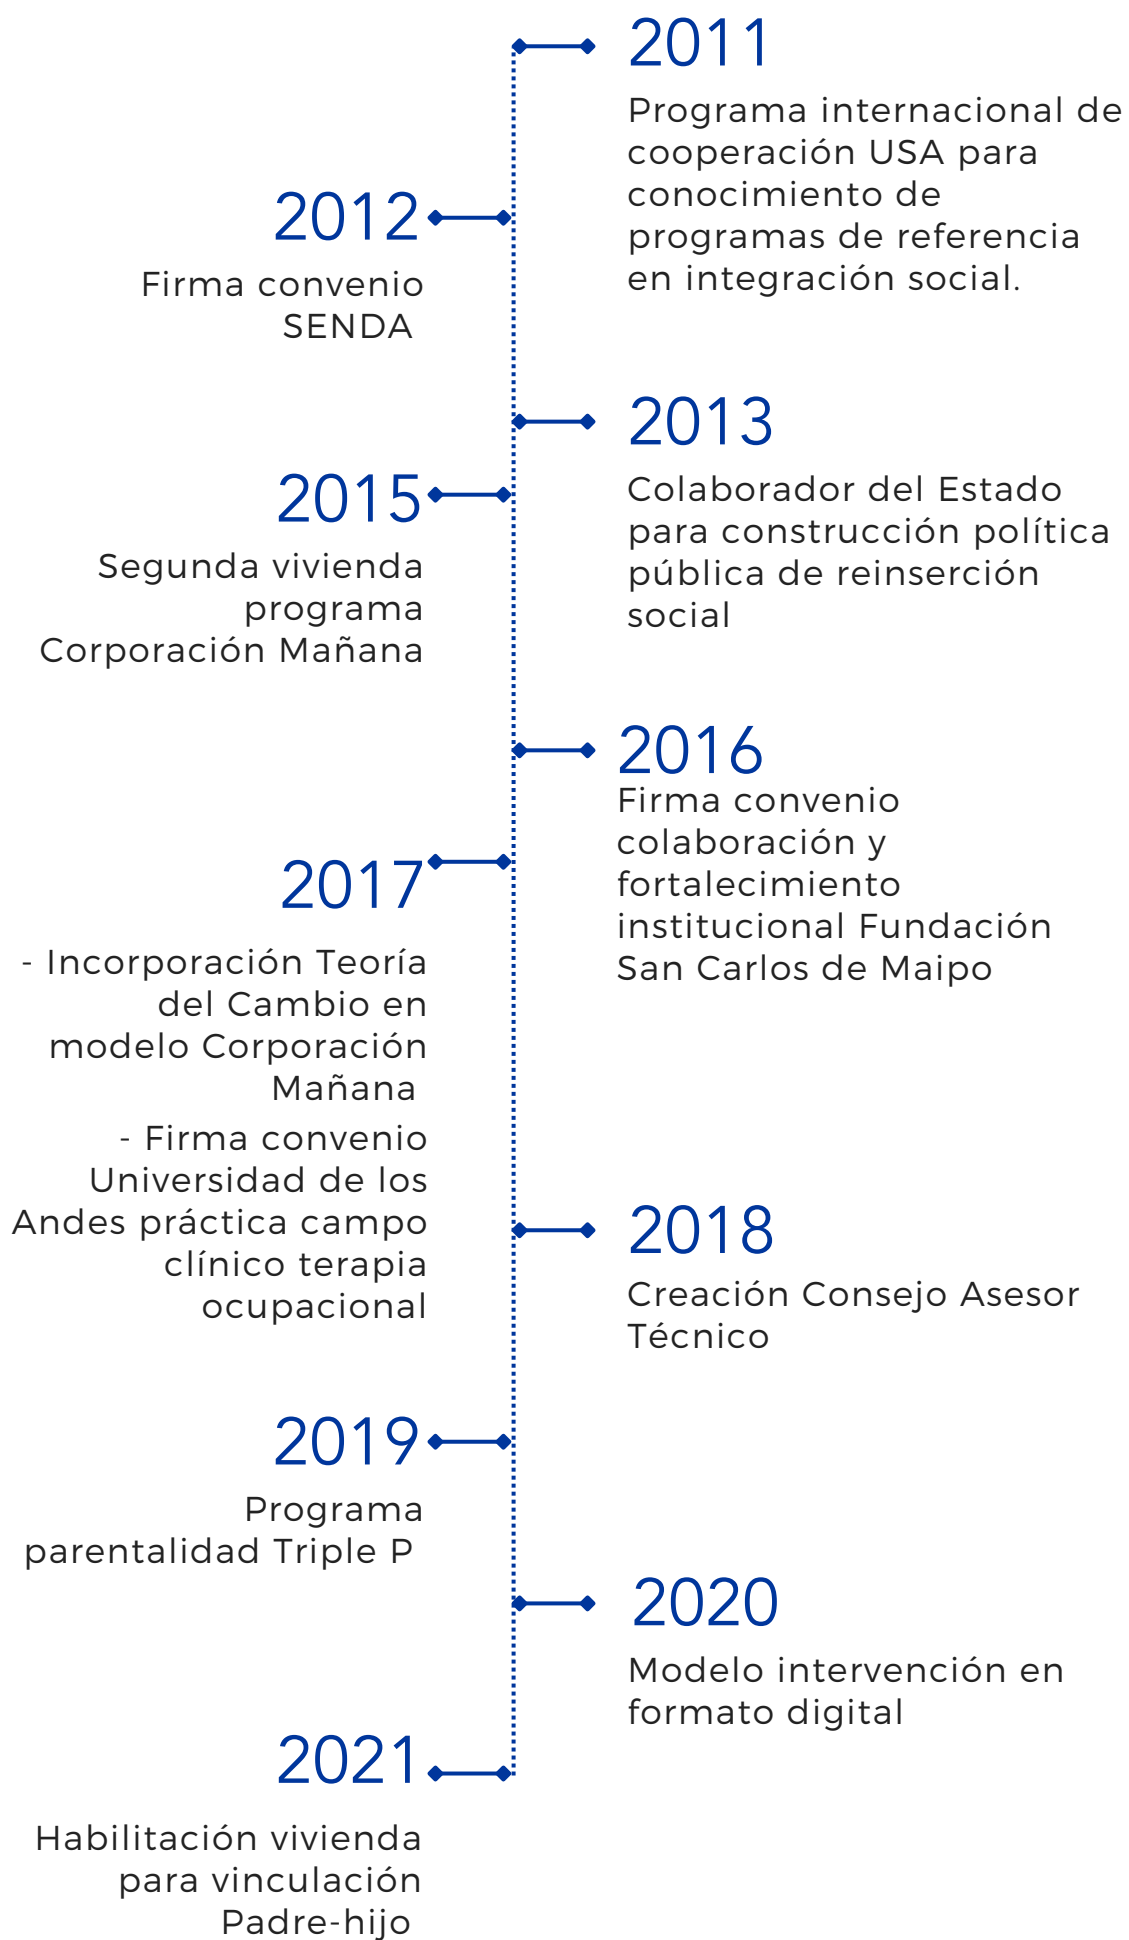 2011
Programa internacional de
cooperación USA para
conocimiento de
programas de referencia
en integración social.
2012
Firma convenio
SENDA
2013
Colaborador del Estado
para construcción política
pública de reinserción
social
2015
Segunda vivienda
programa
Corporación Mañana
2016
Firma convenio
colaboración y
fortalecimiento
institucional Fundación
San Carlos de Maipo
2017
- Incorporación Teoría
del Cambio en
modelo Corporación
Mañana
- Firma convenio
Universidad de los
Andes práctica campo
clínico terapia
ocupacional
2018
Creación Consejo Asesor
Técnico
2019
Programa
parentalidad Triple P
2020
Modelo intervención en
formato digital
2021
Habilitación vivienda
para vinculación
Padre-hijo